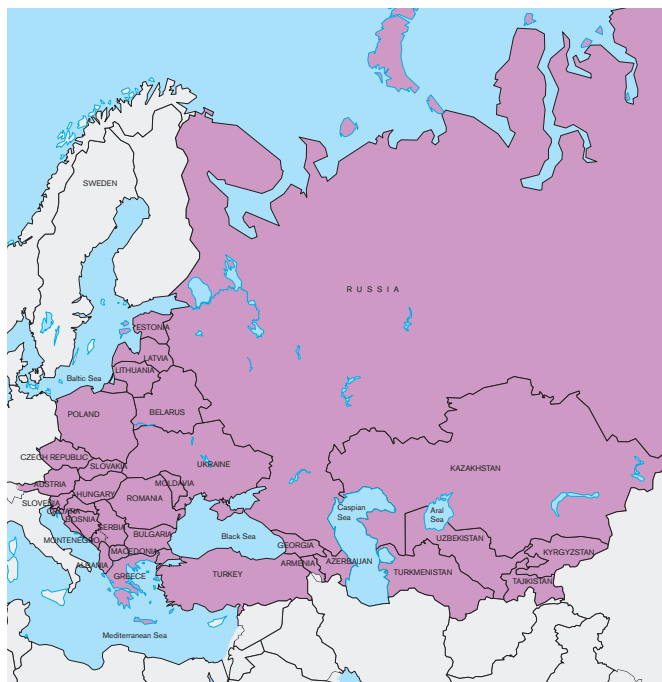 SWEDEN
RUSSIA
ESTONIA
LATVIA
LITHUANIA
Baltic Sea
POLAND
BELARUS
CZECH REPUBLIC
SLOVAKIA
UKRAINE
KAZAKHSTAN
AUSTRIA
MOLDAVIA
HUNGARY
ROMANIA
SLOVENIA
CROATIA
BOSNIA
Caspian
Sea
Aral
Sea
SERBIA
BULGARIA
Black Sea
UZBEKISTAN
MONTENEGRO
GEORGIA
KYRGYZSTAN
MACEDONIA
ALBANIA
ARMENIA
AZERBAIJAN
GREECE
TURKEY
TURKMENISTAN
TAJIKISTAN
Mediterranean Sea